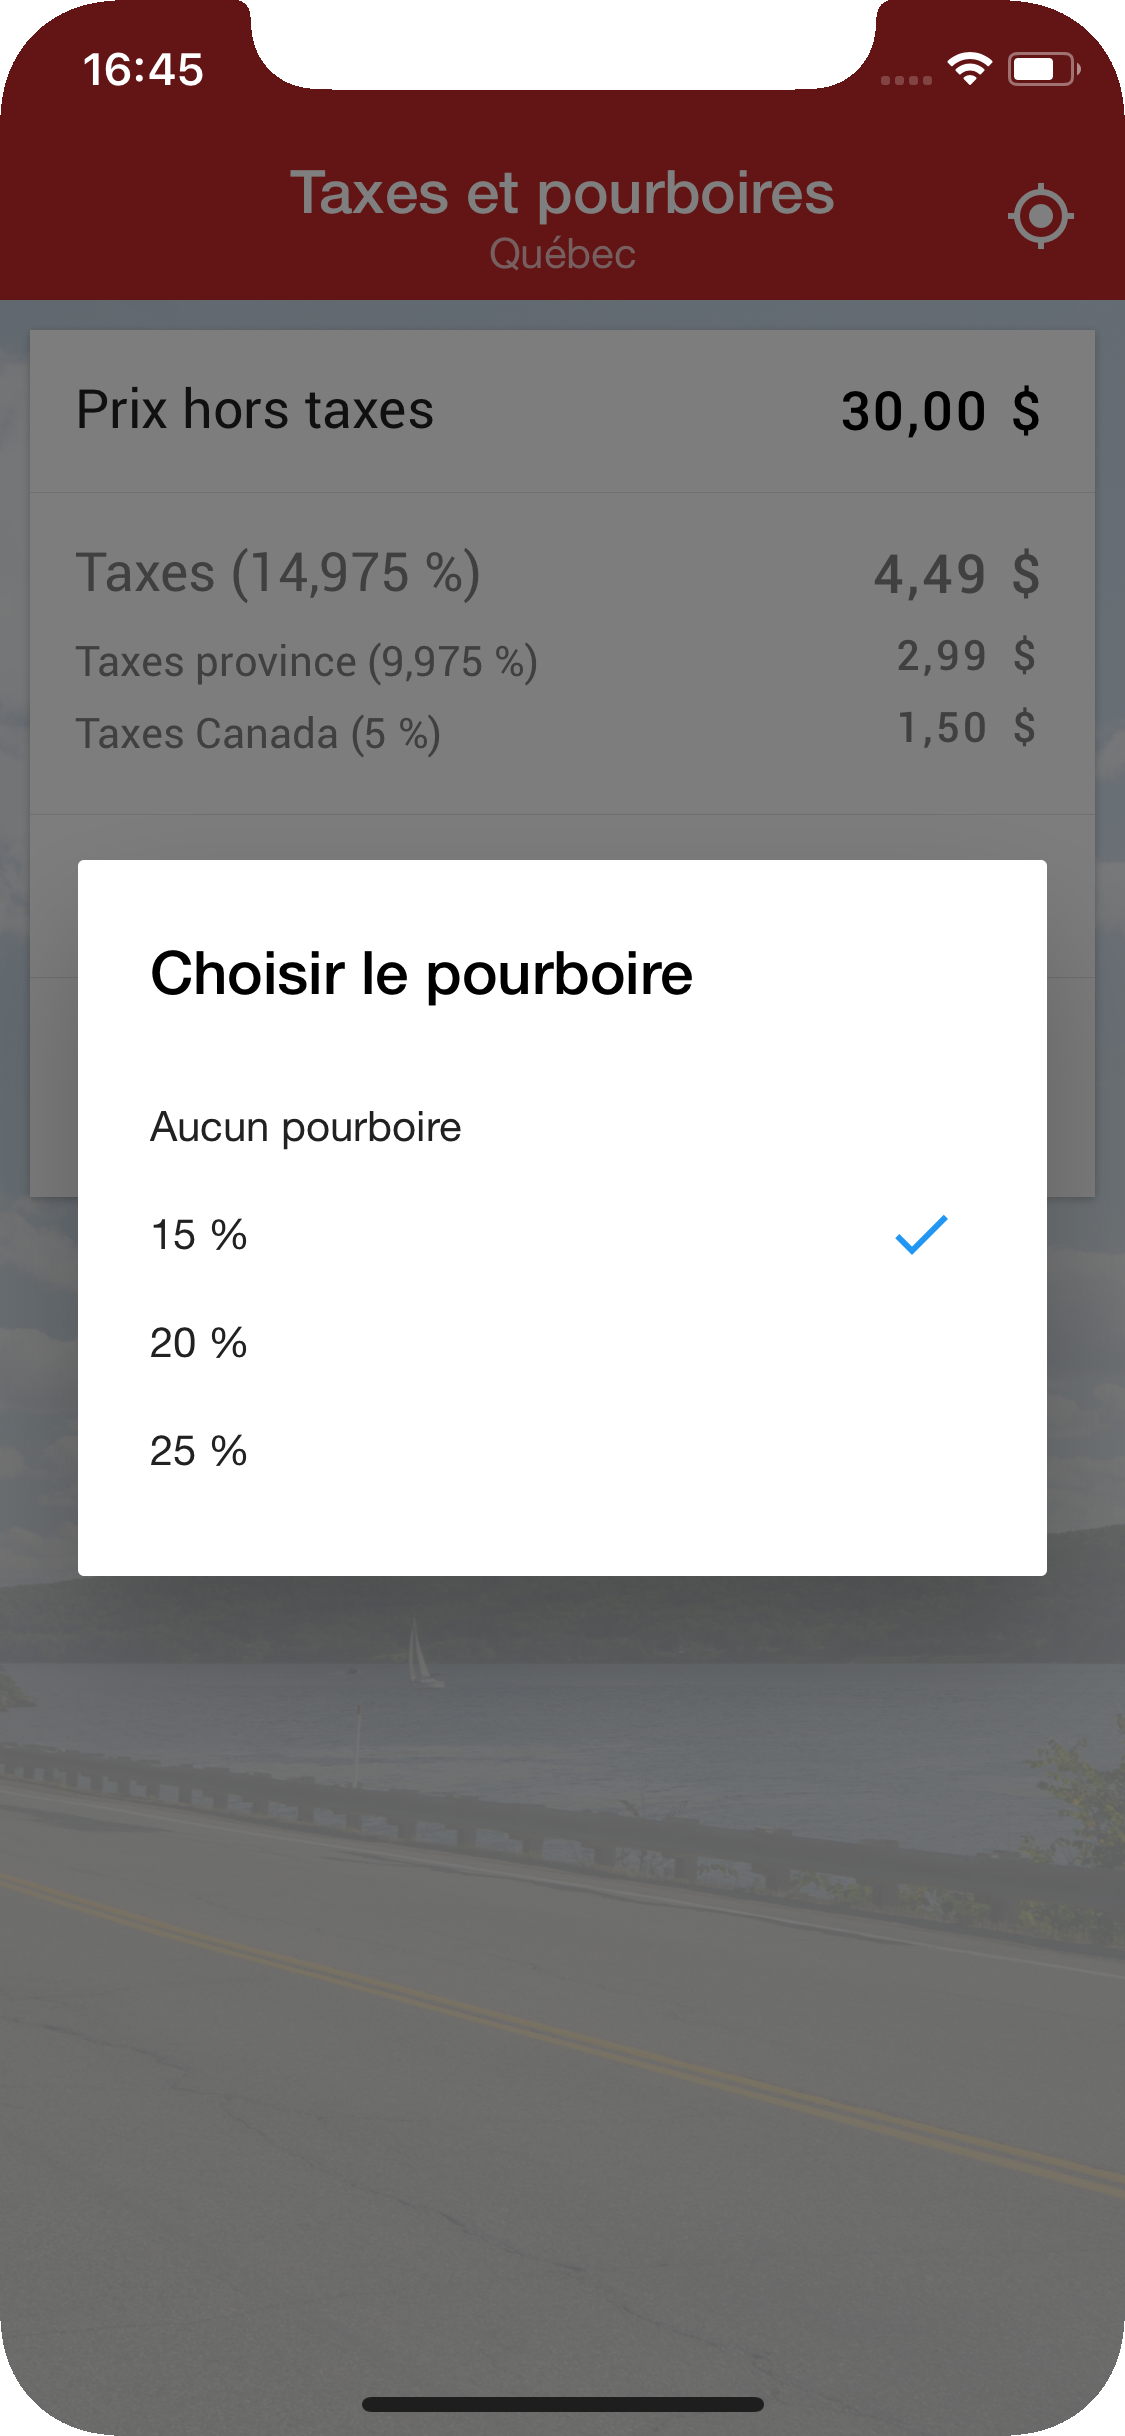 16:45
Taxes et pourboires
Québec
Prix hors taxes 30,00 $
Taxes (14,975 %) 4,49 $
Taxes province (9,975 %) 2,99 $
Taxes Canada (5 %) 1,50 $
Choisir le pourboire
Aucun pourboire
15 %
20 %
25 %